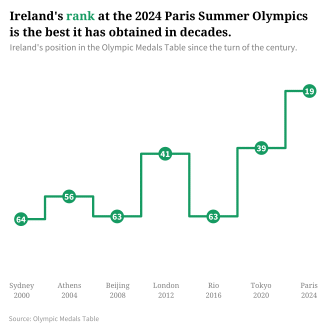 Ireland's rank at the 2024 Paris Summer Olympics
is the best it has obtained in decades.
Ireland's position in the Olympic Medals Table since the turn of the century.
64
56
63
41
63
39
19
Sydney Athens Beijing London Rio Tokyo Paris
2000 2004 2008 2012 2016 2020 2024
Source: Olympic Medals Table